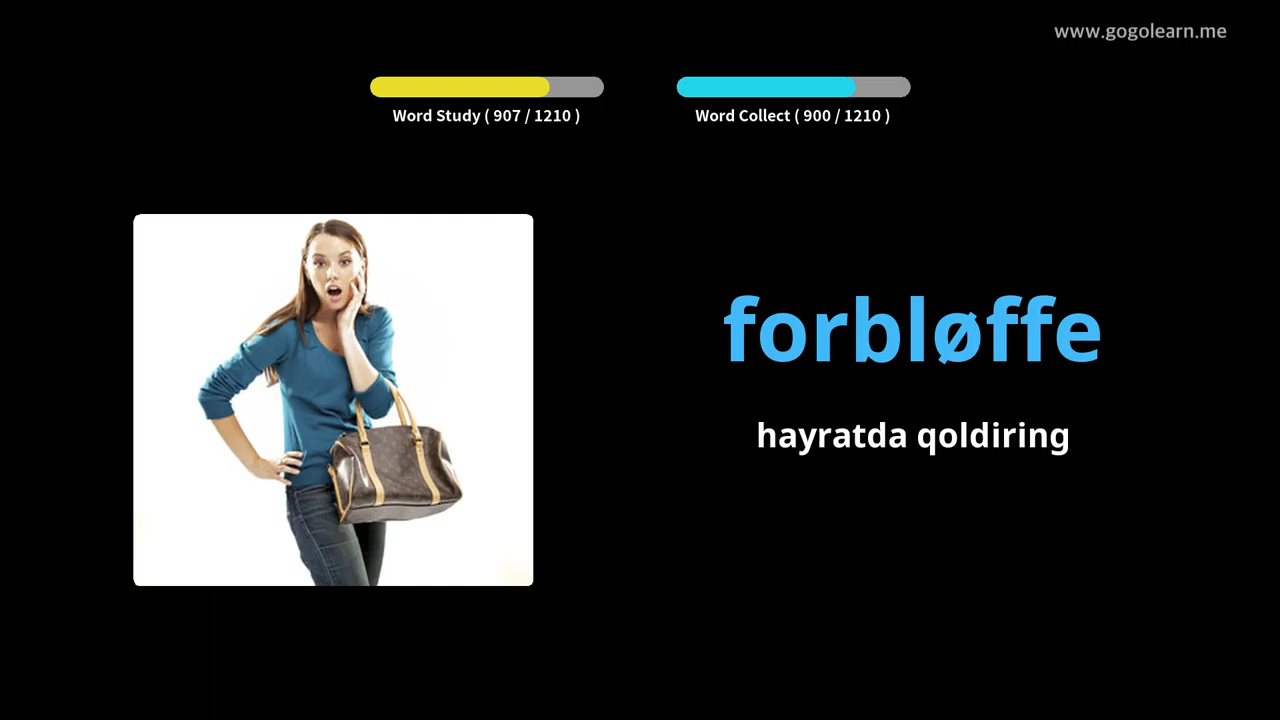 www.gogolearn.me
Word Study ( 907 / 1210 )
Word Collect ( 900 / 1210 )
forbløffe
hayratda qoldiring